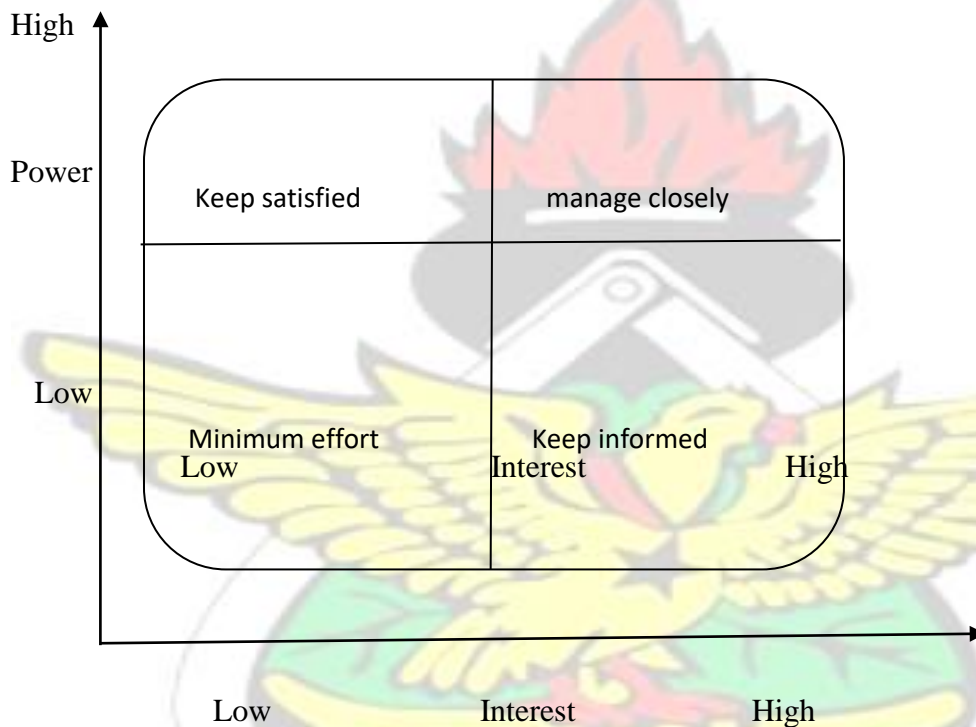 High
Power
Keep satisfied manage closely
Low
Minimum effort Keep informed
Low Interest High
Low Interest High